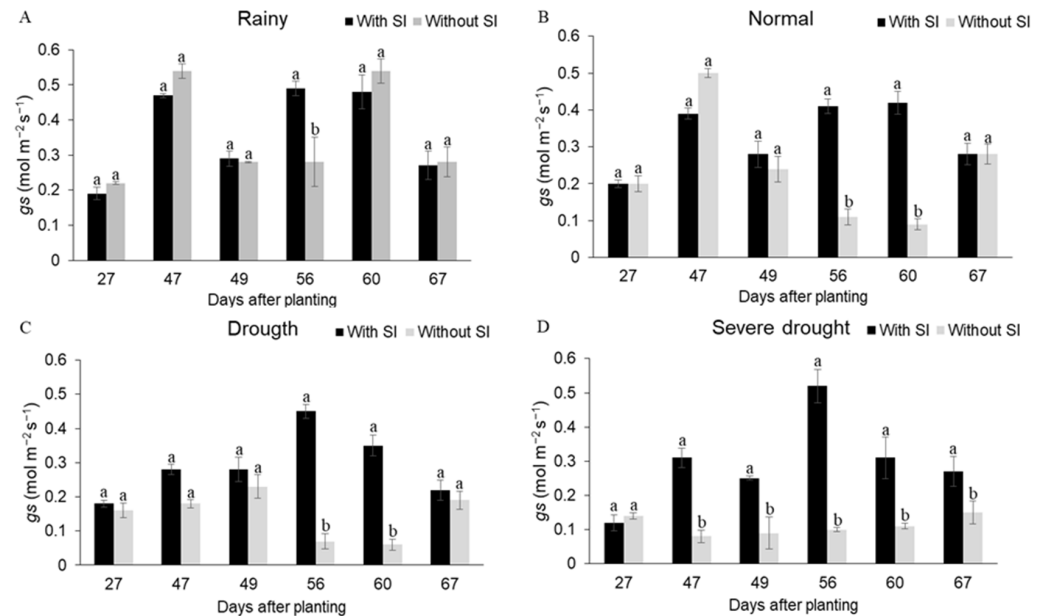 A
Rainy
With SI Without SI
gs (mol m⁻² s⁻¹)
0.6
0.5
0.4
0.3
0.2
0.1
0
a a a a a a a b a a a a
27 47 49 56 60 67
Days after planting
B
Normal
With SI Without SI
gs (mol m⁻² s⁻¹)
0.6
0.5
0.4
0.3
0.2
0.1
0
a a a a a a a b a b a a
27 47 49 56 60 67
Days after planting
C
Drougth
With SI Without SI
gs (mol m⁻² s⁻¹)
0.6
0.5
0.4
0.3
0.2
0.1
0
a a a a a a a b a b a a
27 47 49 56 60 67
Days after planting
D
Severe drought
With SI Without SI
gs (mol m⁻² s⁻¹)
0.6
0.5
0.4
0.3
0.2
0.1
0
a a a b a b a b a b a b
27 47 49 56 60 67
Days after planting